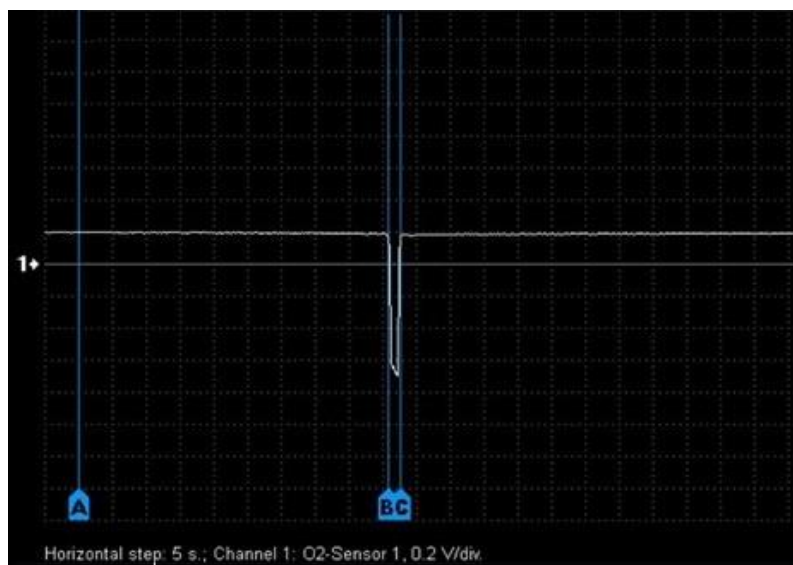 1
A
BC
Horizontal step: 5 s.; Channel 1: O2-Sensor 1, 0.2 V/div.